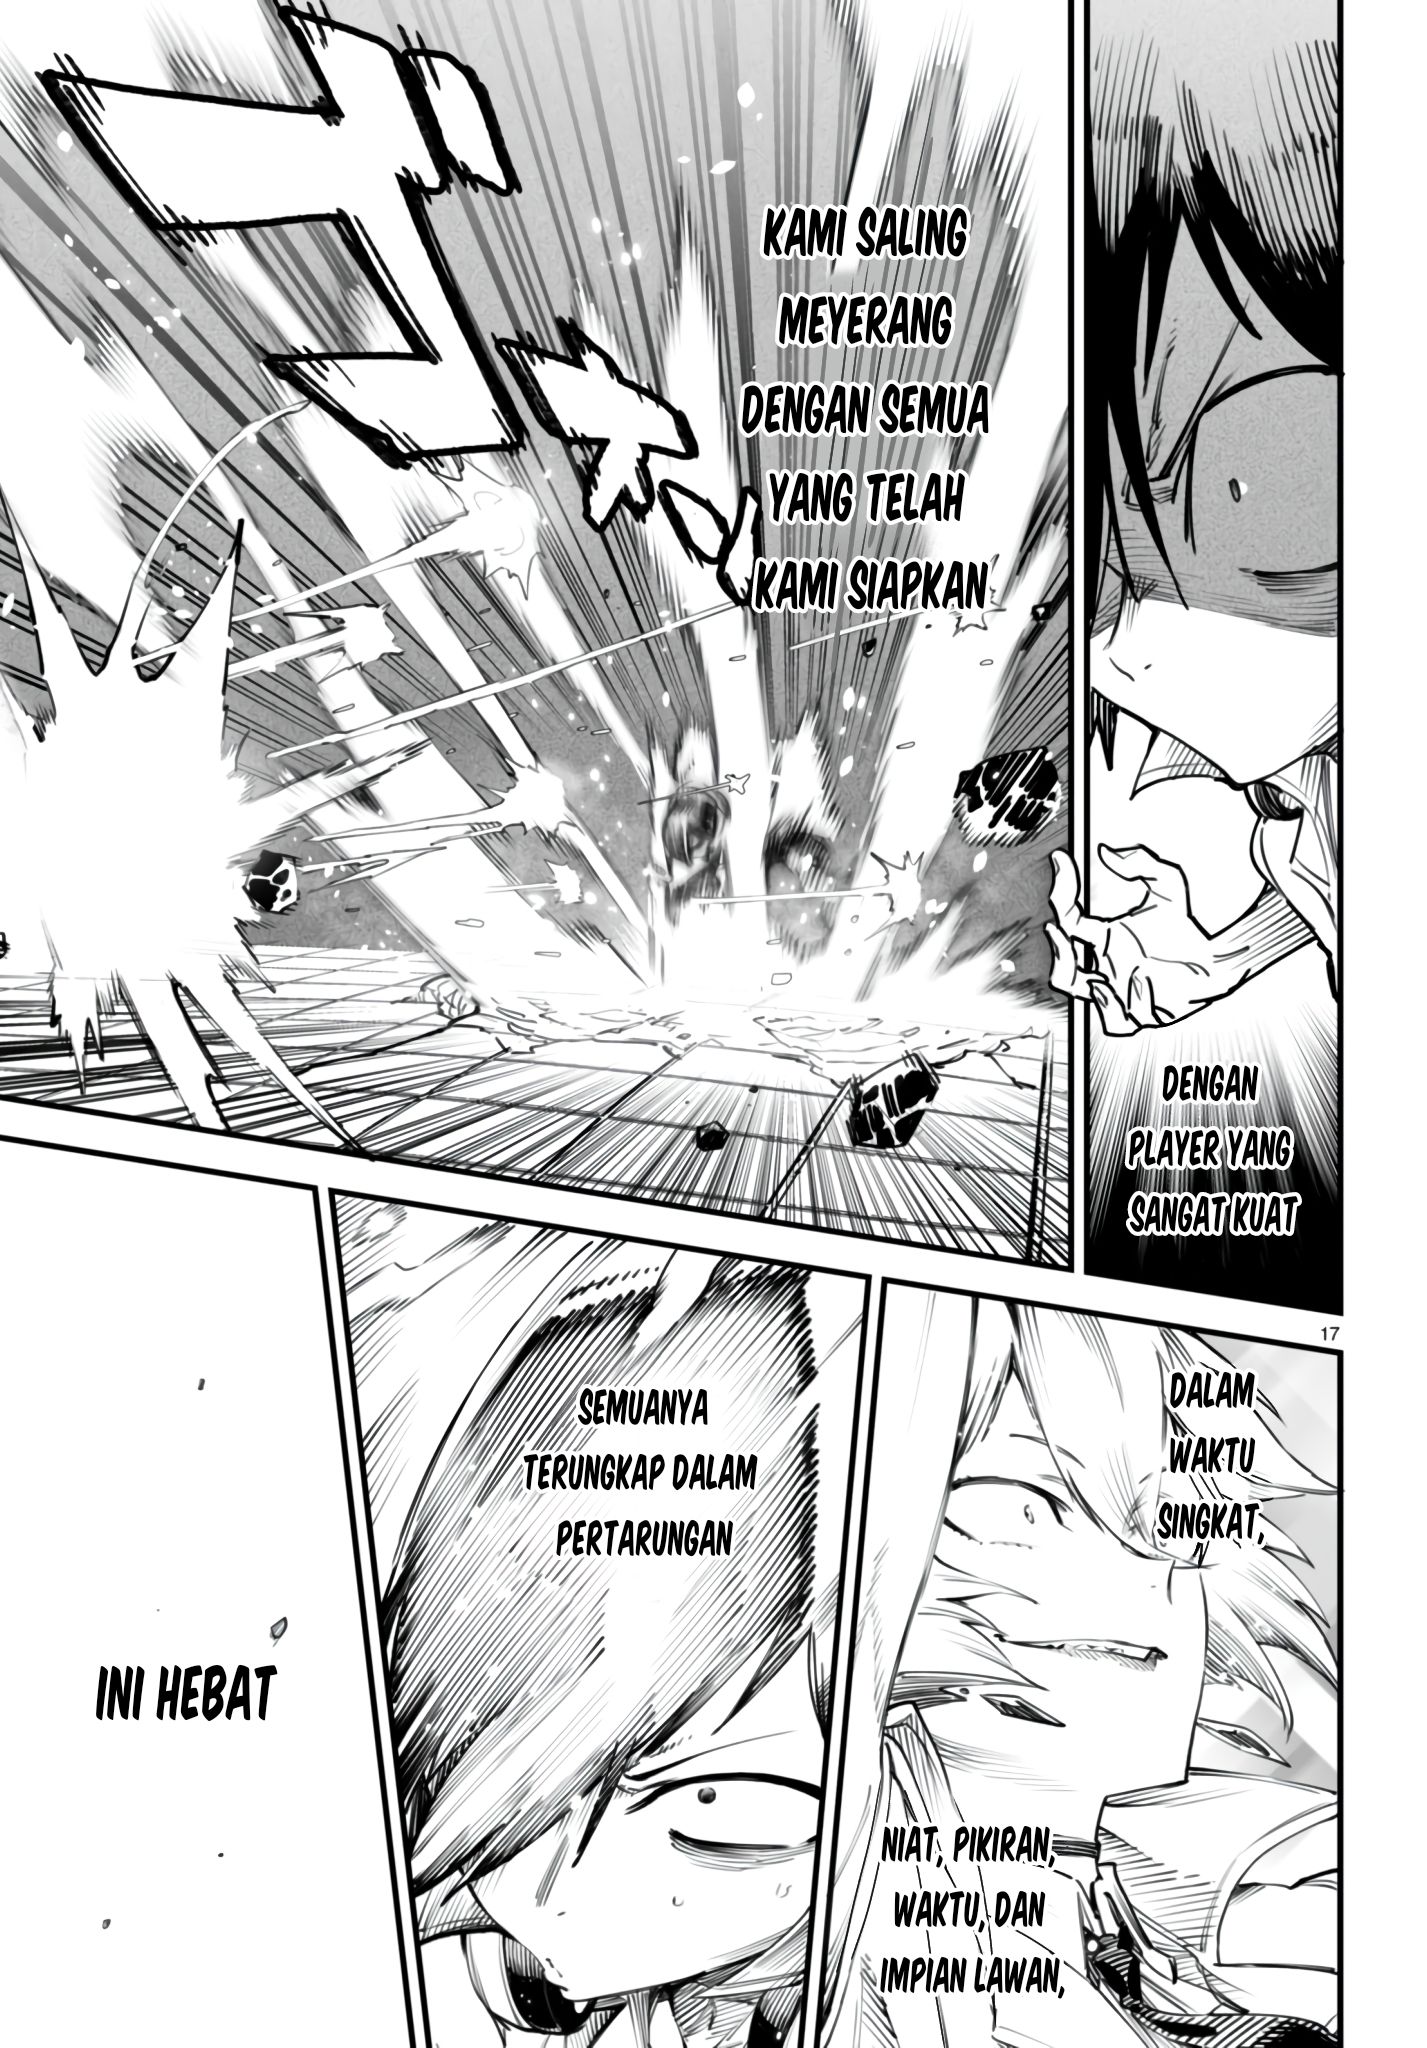 DENGAN
PLAYER YANG
SANGAT KUAT
KAMI SALING
MEYERANG
DENGAN SEMUA
YANG TELAH
KAMI SIAPKAN
17
DALAM
WAKTU
SINGKAT,
NIAT, PIKIRAN,
WAKTU, DAN
IMPIAN LAWAN,
SEMUANYA
TERUNGKAP DALAM
PERTARUNGAN
INI HEBAT